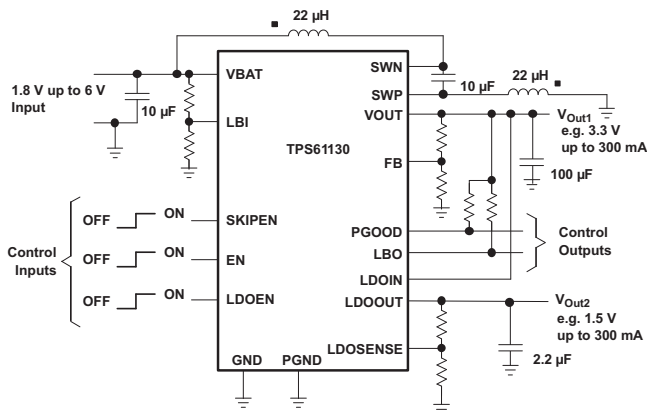 22 µH
VBAT
SWN
1.8 V up to 6 V
Input
10 µF
10 µF
22 µH
SWP
LBI
VOUT
VOut1
e.g. 3.3 V
up to 300 mA
TPS61130
FB
100 µF
Control
Inputs
OFF ON SKIPEN
PGOOD
Control
Outputs
OFF ON EN
LBO
LDOIN
OFF ON LDOEN
LDOOUT
VOut2
e.g. 1.5 V
up to 300 mA
LDOSENSE
2.2 µF
GND PGND